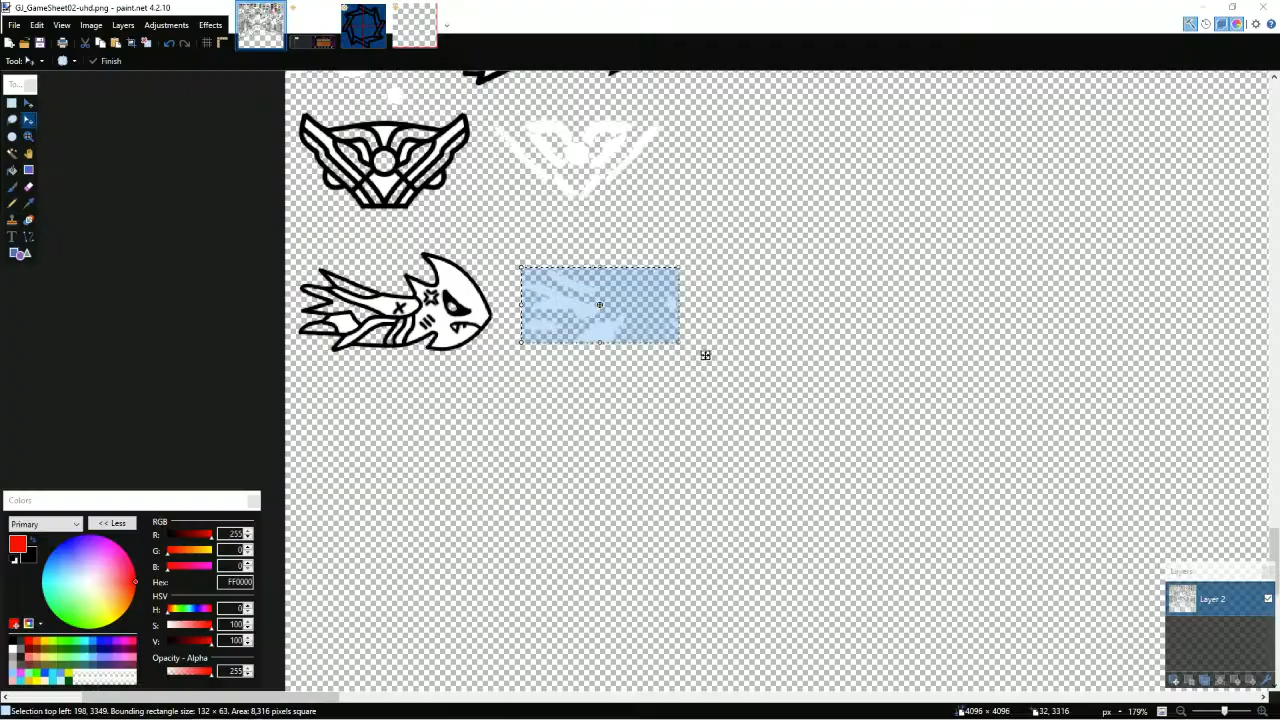 GJ_GameSheet02-uhd.png - paint.net 4.2.10
File Edit View Image Layers Adjustments Effects
Tool: Finish
To...
Colors
Primary << Less
RGB
R: 255
G: 0
B: 0
Hex: FF0000
HSV
H: 0
S: 100
V: 100
Opacity - Alpha
255
Layers
Layer 2
Selection top left: 198, 3349. Bounding rectangle size: 132 × 63. Area: 8,316 pixels square
4096 × 4096
32, 3316
px
179%